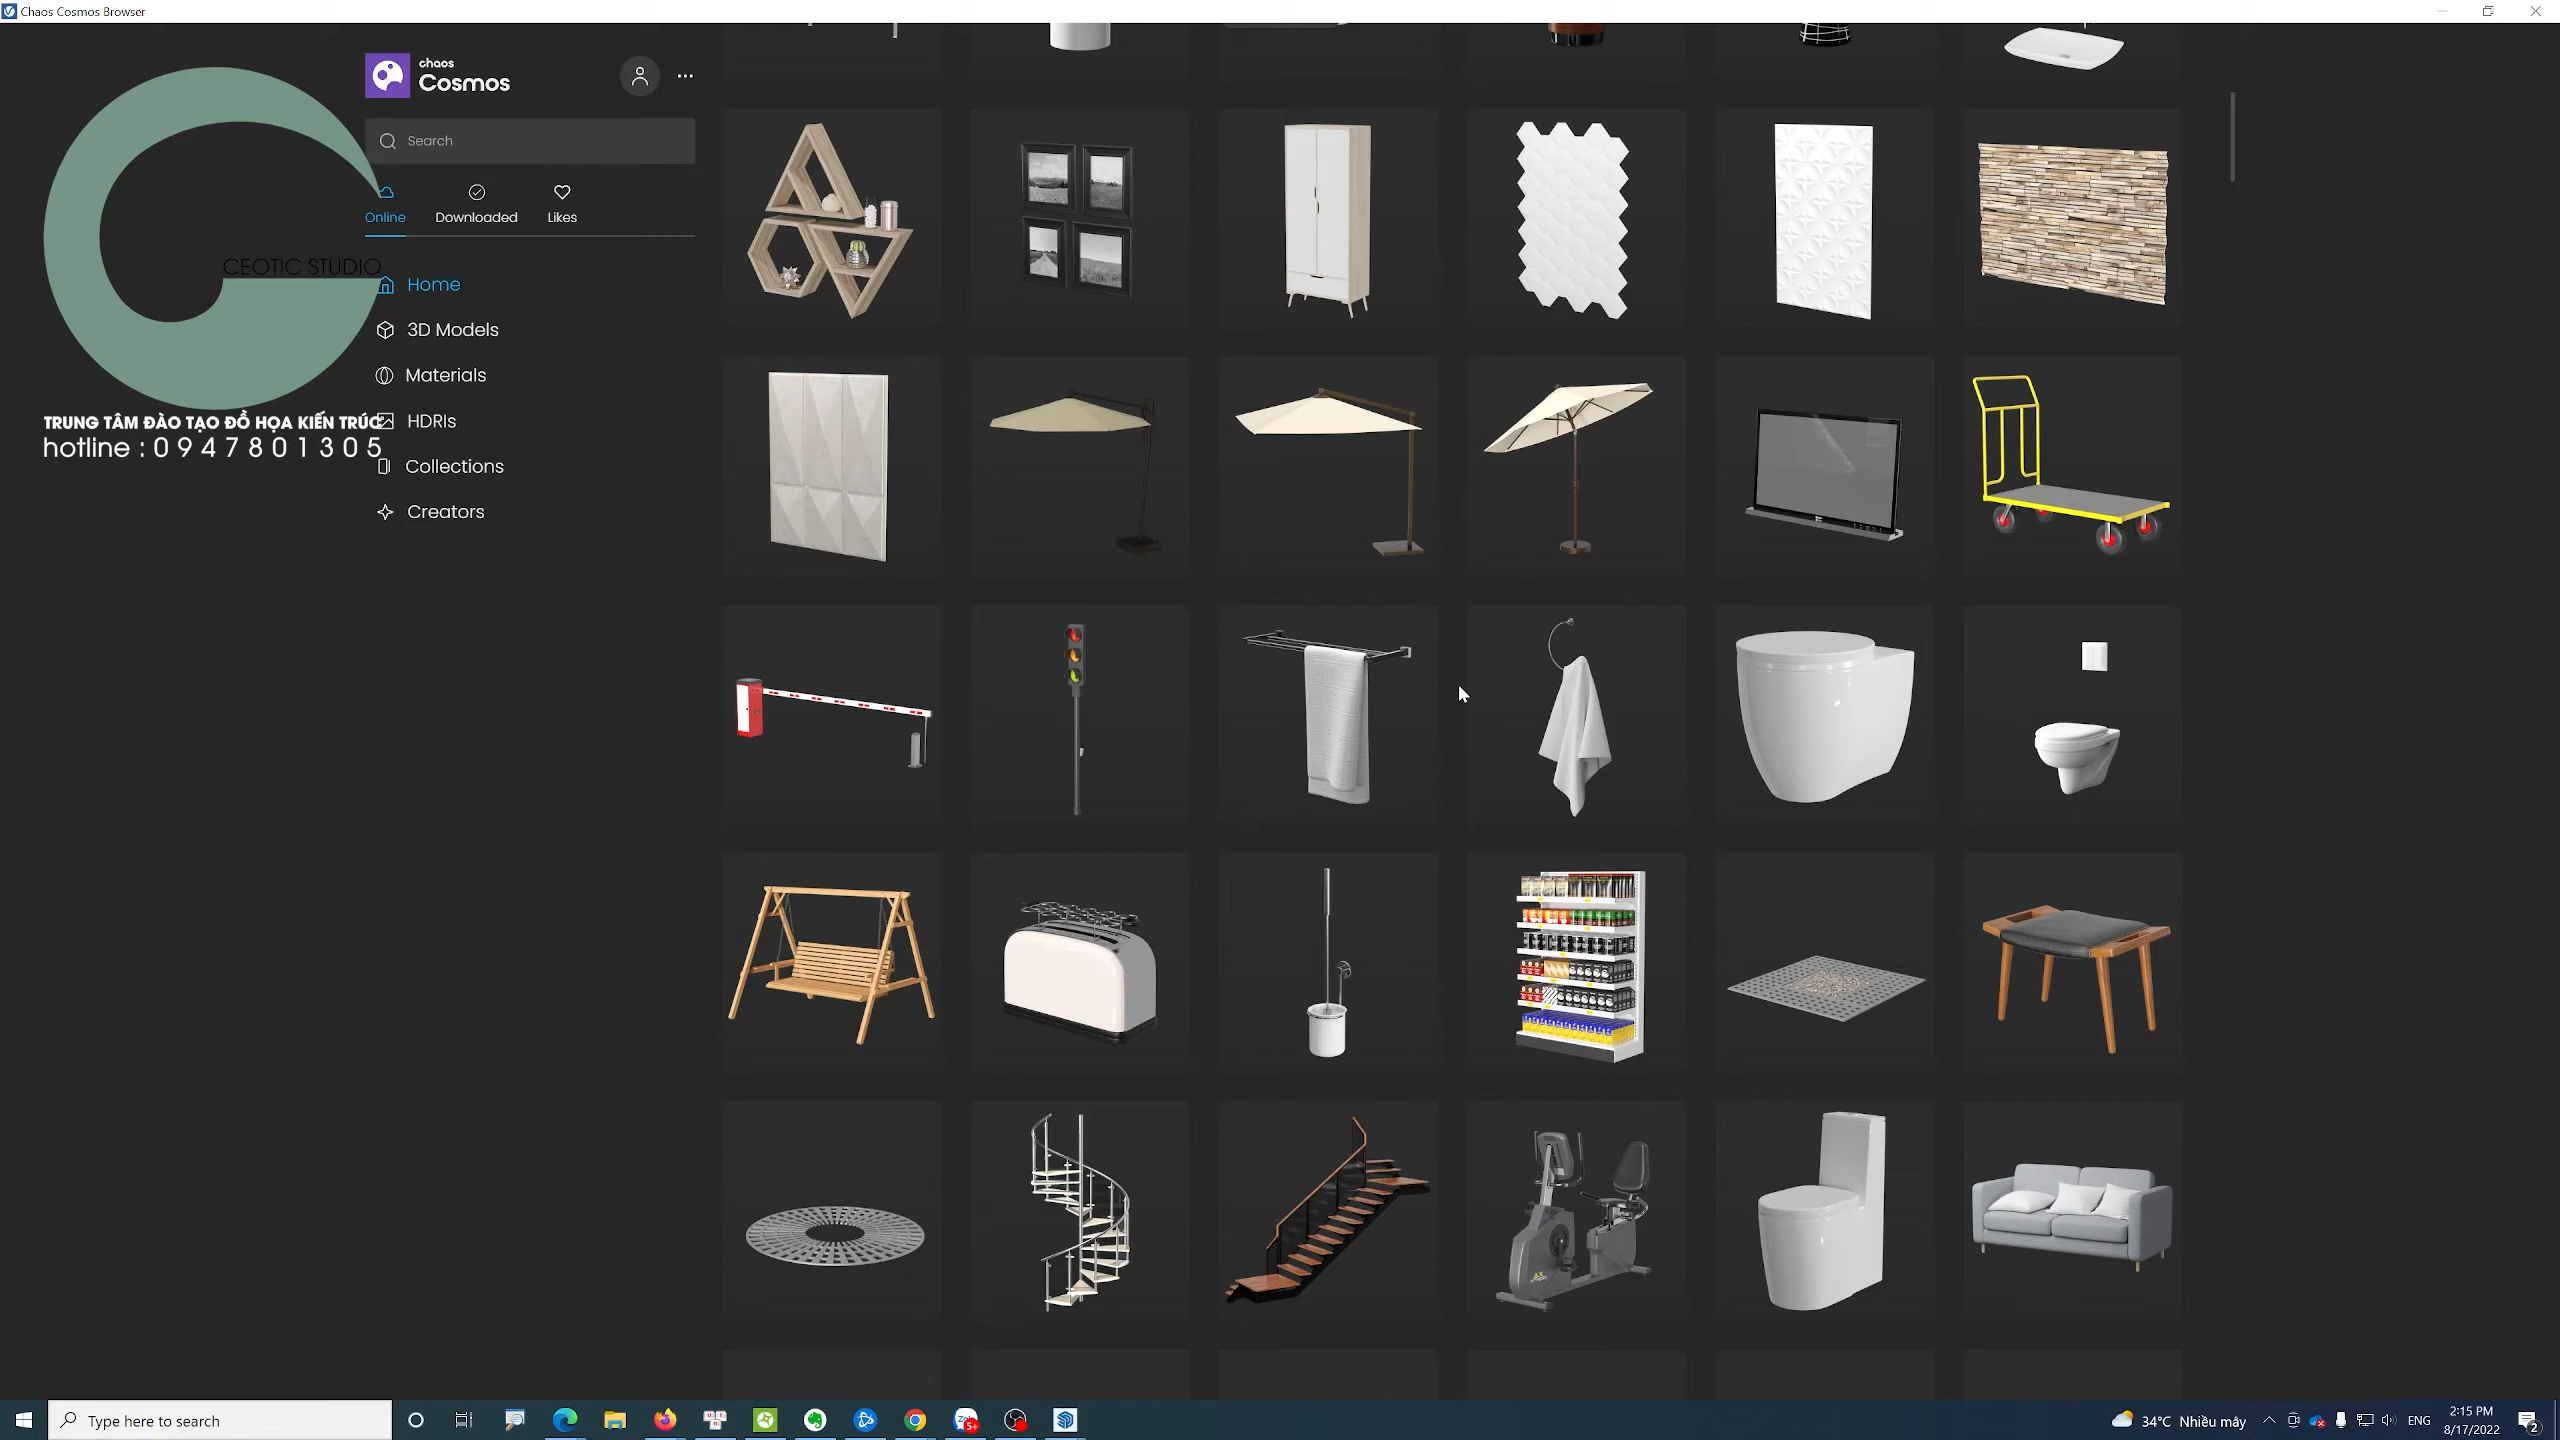 Chaos Cosmos Browser
chaos
Cosmos
Search
Online
Downloaded
Likes
CEOTIC STUDIO
Home
3D Models
Materials
TRUNG TÂM ĐÀO TẠO ĐỒ HỌA KIẾN TRÚC
HDRIs
hotline : 0 9 4 7 8 0 1 3 0 5
Collections
Creators
Type here to search
5+
34°C Nhiều mây
ENG
2:15 PM
8/17/2022
2